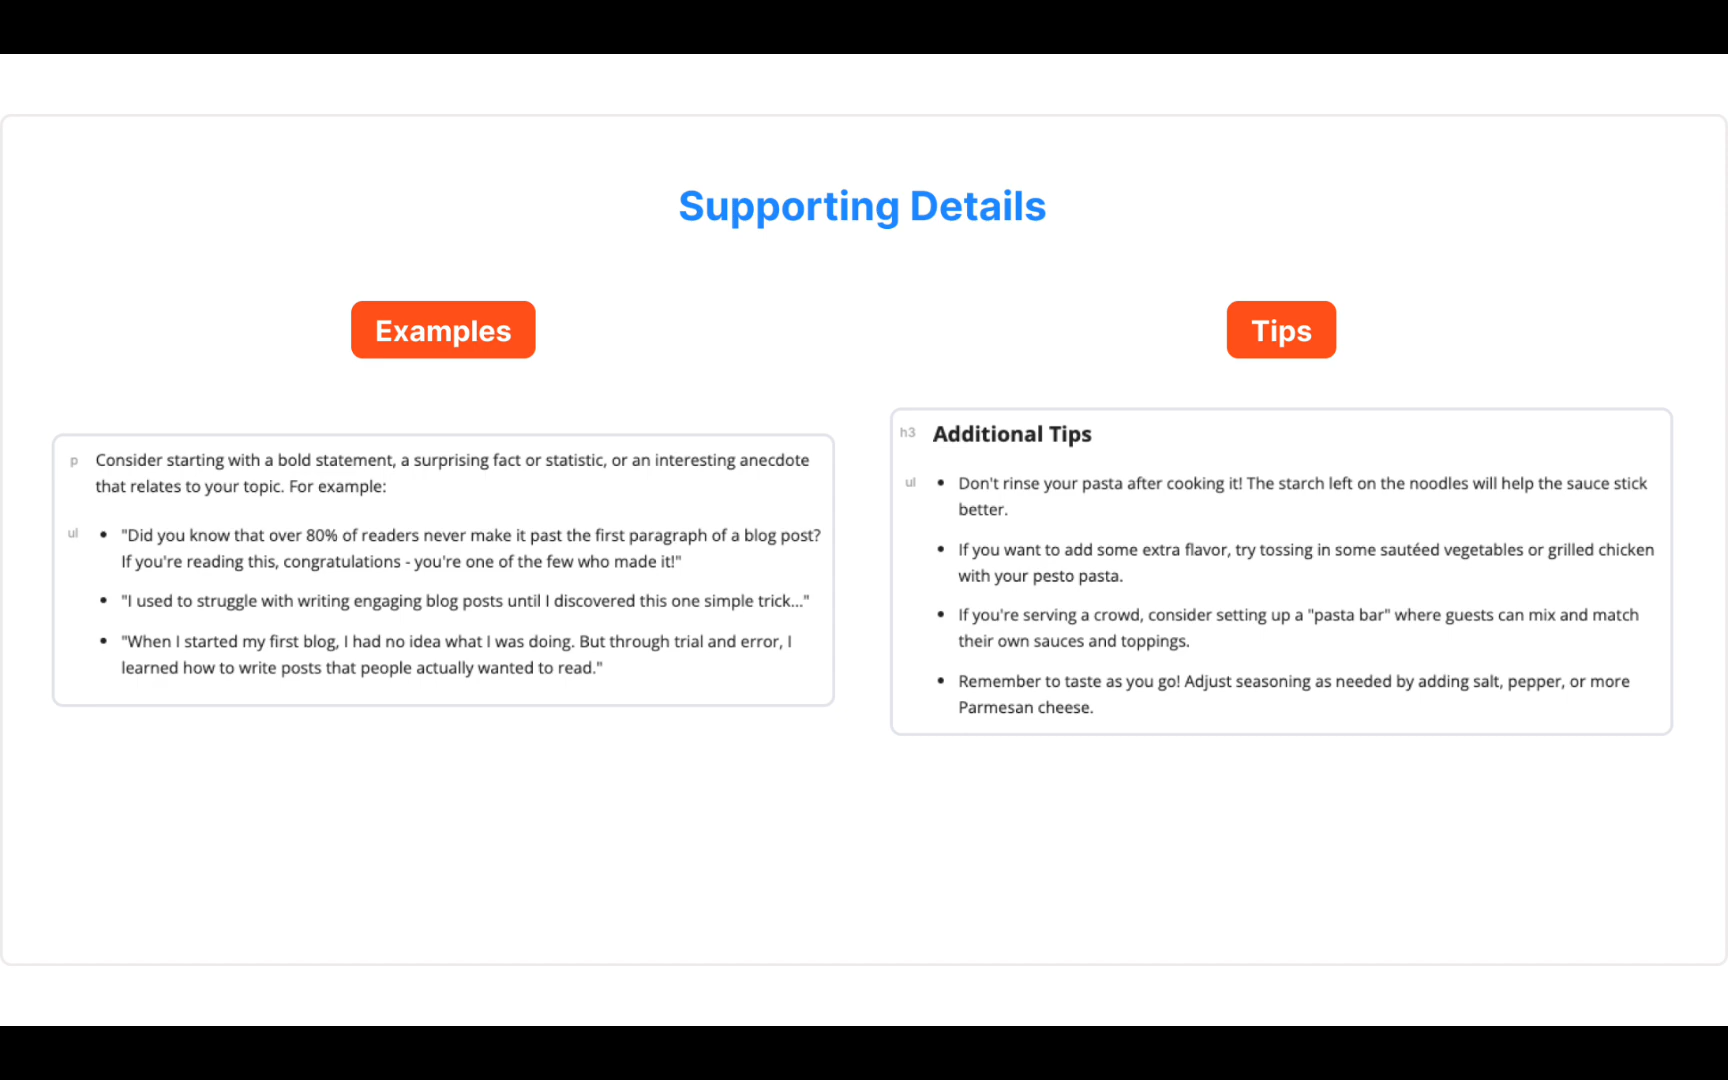 Supporting Details
Examples
p
Consider starting with a bold statement, a surprising fact or statistic, or an interesting anecdote
that relates to your topic. For example:
ul
• "Did you know that over 80% of readers never make it past the first paragraph of a blog post?
If you're reading this, congratulations - you're one of the few who made it!"
• "I used to struggle with writing engaging blog posts until I discovered this one simple trick..."
• "When I started my first blog, I had no idea what I was doing. But through trial and error, I
learned how to write posts that people actually wanted to read."
Tips
h3
Additional Tips
ul
• Don't rinse your pasta after cooking it! The starch left on the noodles will help the sauce stick
better.
• If you want to add some extra flavor, try tossing in some sautéed vegetables or grilled chicken
with your pesto pasta.
• If you're serving a crowd, consider setting up a "pasta bar" where guests can mix and match
their own sauces and toppings.
• Remember to taste as you go! Adjust seasoning as needed by adding salt, pepper, or more
Parmesan cheese.